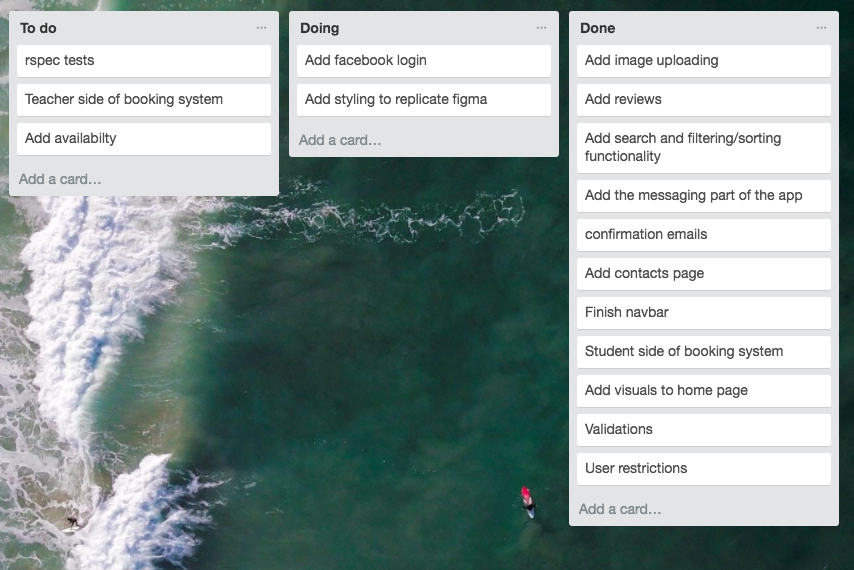 To do
rspec tests
Teacher side of booking system
Add availabilty
Add a card...
Doing
Add facebook login
Add styling to replicate figma
Add a card...
Done
Add image uploading
Add reviews
Add search and filtering/sorting
functionality
Add the messaging part of the app
confirmation emails
Add contacts page
Finish navbar
Student side of booking system
Add visuals to home page
Validations
User restrictions
Add a card...